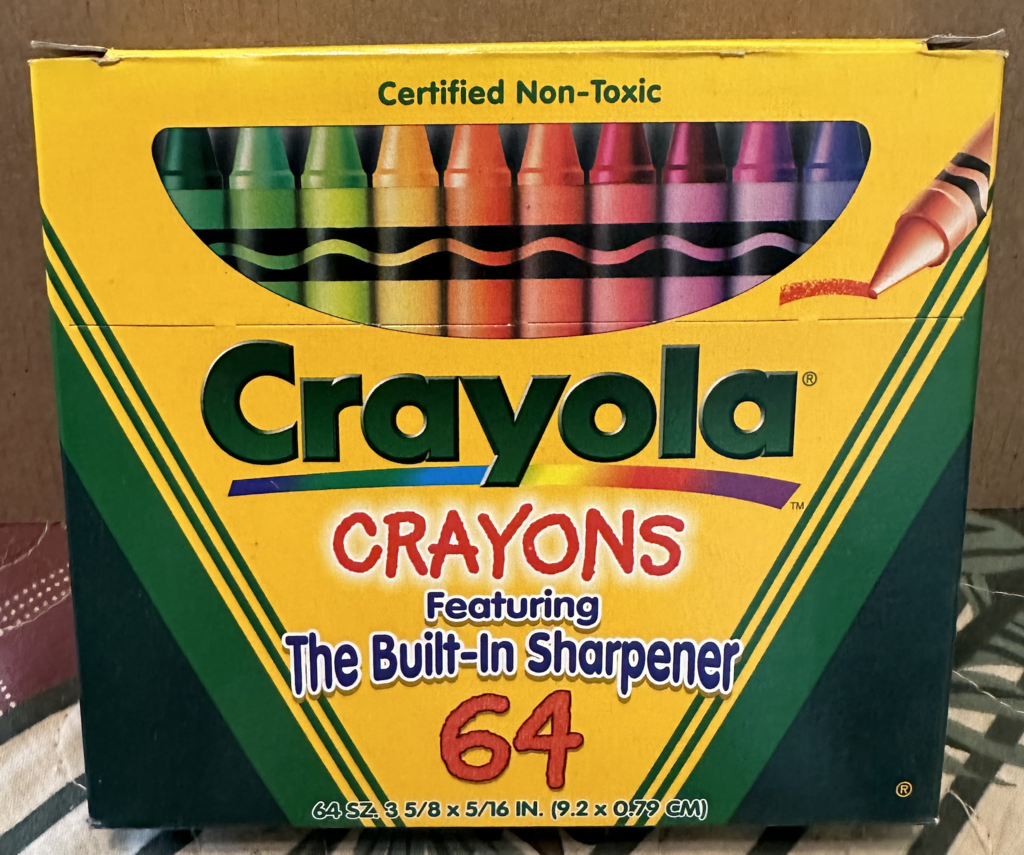 Certified Non-Toxic
Crayola®
™
CRAYONS
Featuring
The Built-In Sharpener
64
®
64 SZ. 3 5/8 x 5/16 IN. (9.2 x 0.79 CM)